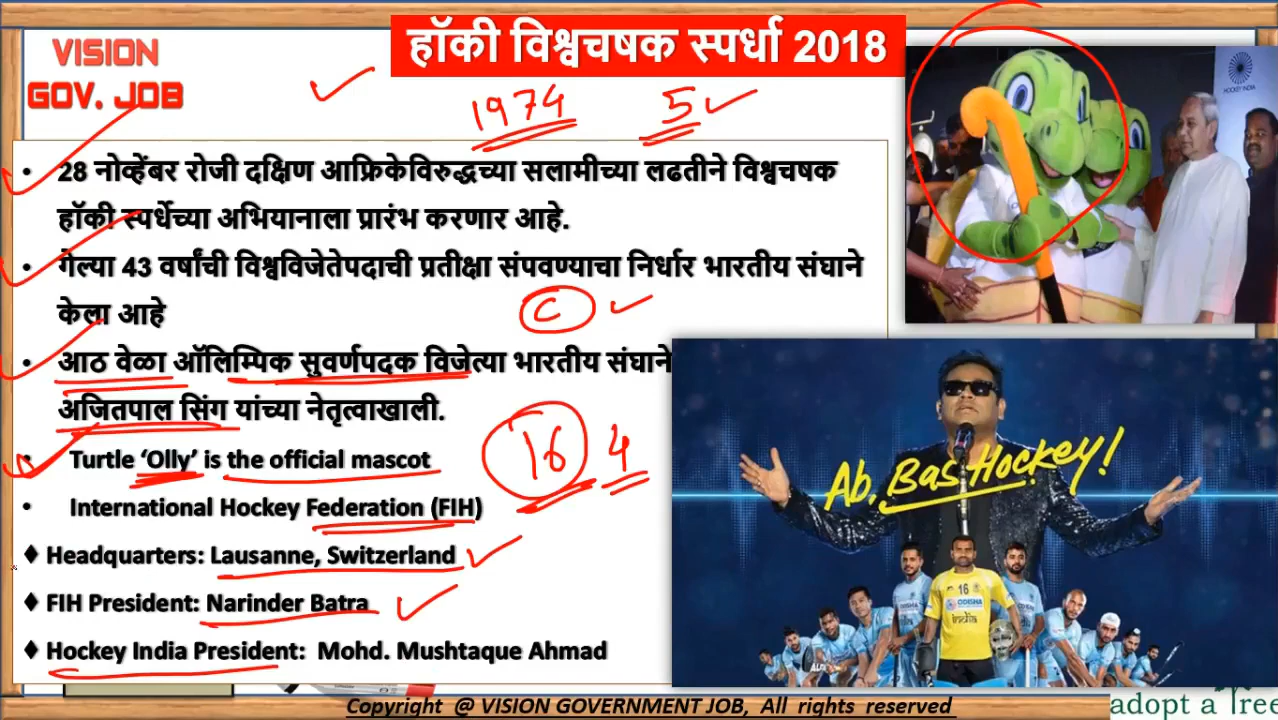 हॉकी विश्वचषक स्पर्धा 2018
VISION
GOV. JOB
HOCKEY INDIA
1974 5
28 नोव्हेंबर रोजी दक्षिण आफ्रिकेविरुद्धच्या सलामीच्या लढतीने विश्वचषक
हॉकी स्पर्धेच्या अभियानाला प्रारंभ करणार आहे.
गेल्या 43 वर्षांची विश्वविजेतेपदाची प्रतीक्षा संपवण्याचा निर्धार भारतीय संघाने
केला आहे
C
आठ वेळा ऑलिम्पिक सुवर्णपदक विजेत्या भारतीय संघाने
अजितपाल सिंग यांच्या नेतृत्वाखाली.
16 4
Turtle ‘Olly’ is the official mascot
International Hockey Federation (FIH)
Headquarters: Lausanne, Switzerland
FIH President: Narinder Batra
Hockey India President: Mohd. Mushtaque Ahmad
Ab, Bas Hockey!
16
ODISHA
india
Copyright @ VISION GOVERNMENT JOB, All rights reserved
adopt a Tree